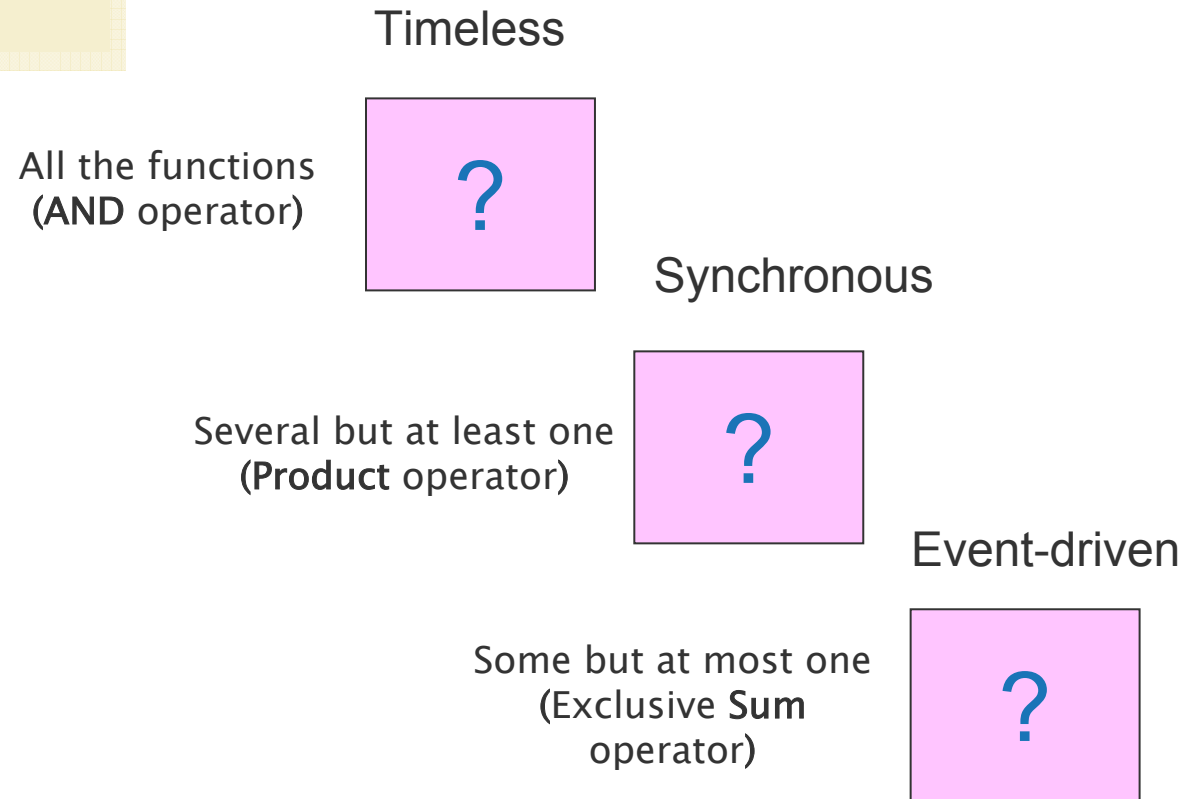 Timeless
All the functions
(AND operator)
?
Synchronous
Several but at least one
(Product operator)
?
Event-driven
Some but at most one
(Exclusive Sum
operator)
?